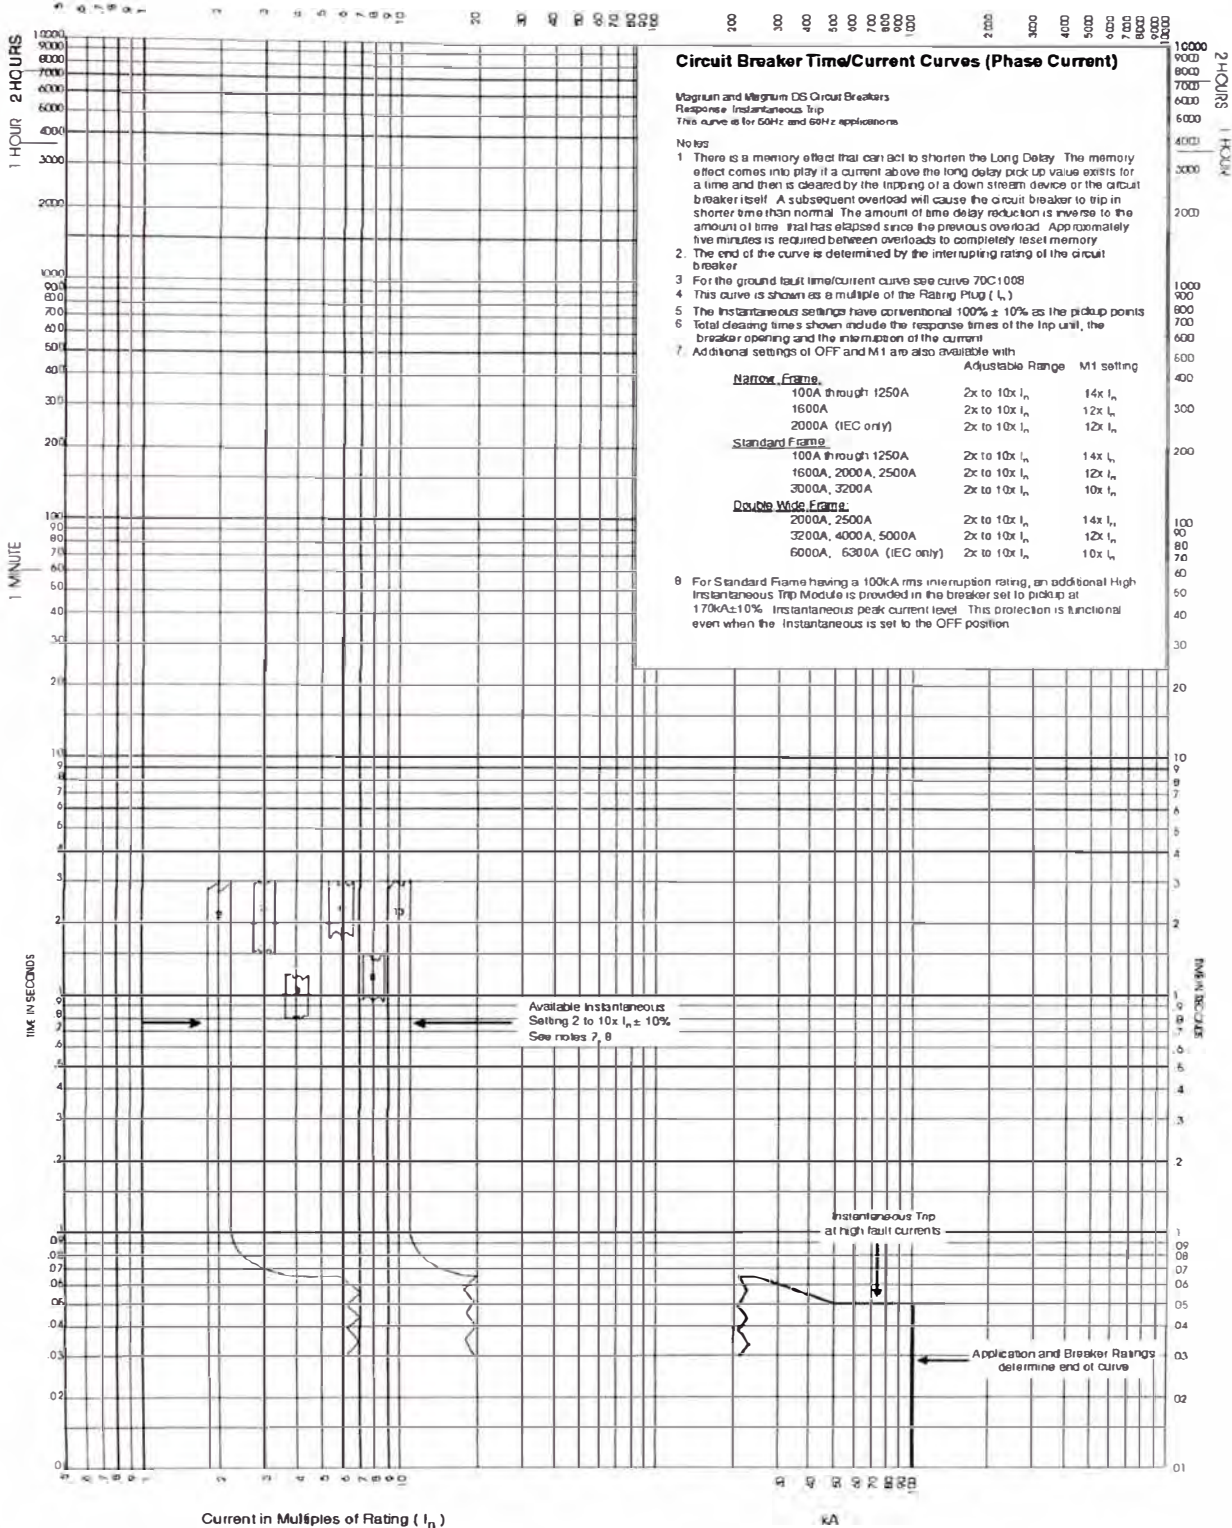 Circuit Breaker Time/Current Curves (Phase Current)
Magnum and Magnum DS Circuit Breakers
Response Instantaneous Trip
This curve is for 50Hz and 60Hz applications
Notes
1 There is a memory effect that can act to shorten the Long Delay The memory
effect comes into play if a current above the long delay pick up value exists for
a time and then is cleared by the tripping of a down stream device or the circuit
breaker itself A subsequent overload will cause the circuit breaker to trip in
shorter time than normal The amount of time delay reduction is inverse to the
amount of time that has elapsed since the previous overload Approximately
five minutes is required between overloads to completely reset memory
2. The end of the curve is determined by the interrupting rating of the circuit
breaker
3 For the ground fault time/current curve see curve 70C1008
4 This curve is shown as a multiple of the Rating Plug ( In )
5 The Instantaneous settings have conventional 100% ± 10% as the pickup points
6 Total clearing times shown include the response times of the trip unit, the
breaker opening and the interruption of the current
7 Additional settings of OFF and M1 are also available with
Adjustable Range M1 setting
Narrow Frame:
100A through 1250A 2x to 10x In 14x In
1600A 2x to 10x In 12x In
2000A (IEC only) 2x to 10x In 12x In
Standard Frame
100A through 1250A 2x to 10x In 14x In
1600A, 2000A, 2500A 2x to 10x In 12x In
3000A, 3200A 2x to 10x In 10x In
Double Wide Frame:
2000A, 2500A 2x to 10x In 14x In
3200A, 4000A, 5000A 2x to 10x In 12x In
6000A, 6300A (IEC only) 2x to 10x In 10x In
8 For Standard Frame having a 100kA rms interruption rating, an additional High
Instantaneous Trip Module is provided in the breaker set to pickup at
170kA±10% Instantaneous peak current level This protection is functional
even when the Instantaneous is set to the OFF position
1 HOUR 2 HOURS
1 MINUTE
TIME IN SECONDS
2 HOURS 1 HOUR
TIME IN SECONDS
Available Instantaneous
Setting 2 to 10x In ± 10%
See notes 7, 8
Instantaneous Trip
at high fault currents
Application and Breaker Ratings
determine end of curve
Current in Multiples of Rating ( In )
kA